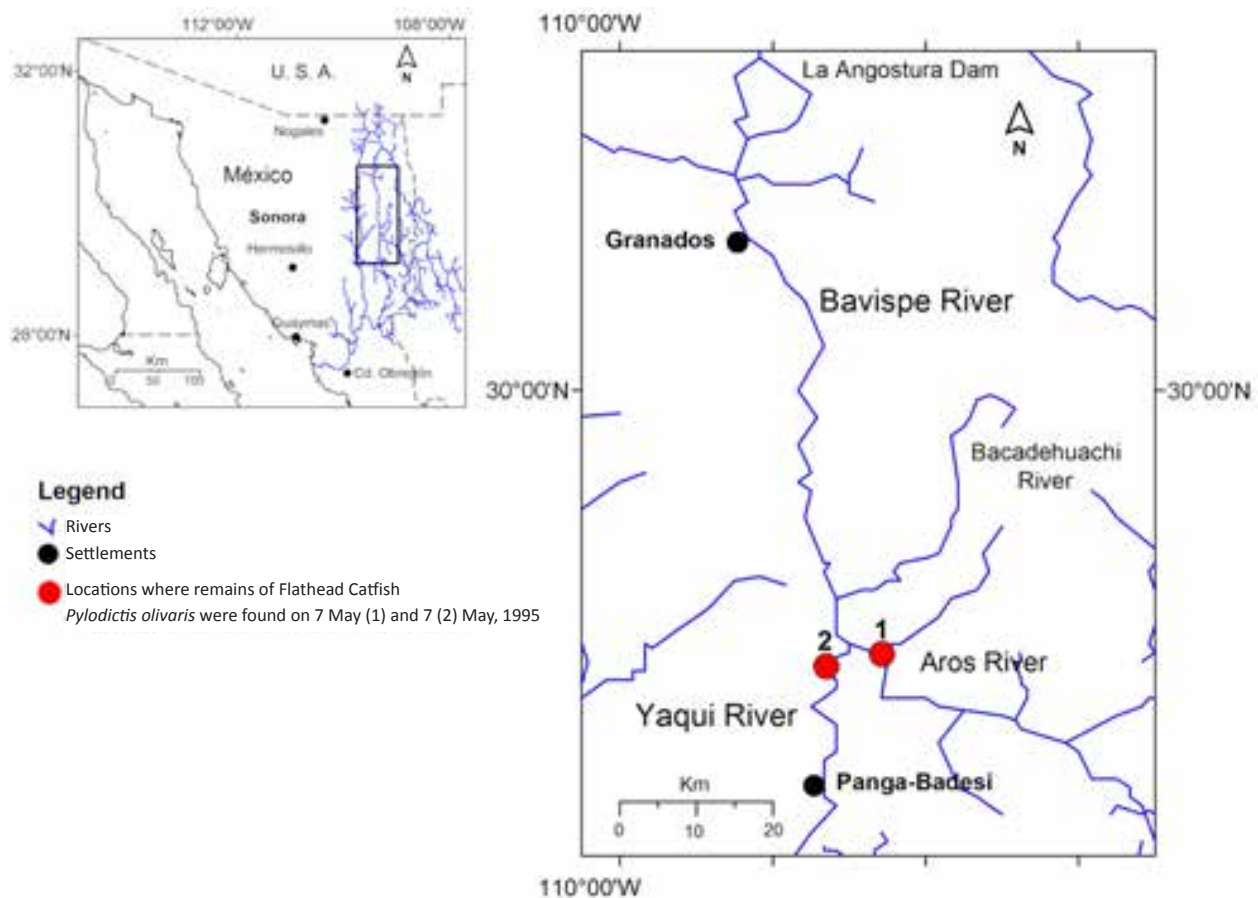 112°00'W
108°00'W
32°00'N
U. S. A.
N
Nogales
México
Sonora
Hermosillo
Guaymas
28°00'N
Km
0 50 100
Cd. Obregón
Legend
Rivers
Settlements
Locations where remains of Flathead Catfish
Pylodictis olivaris were found on 7 May (1) and 7 (2) May, 1995
110°00'W
La Angostura Dam
N
Granados
Bavispe River
30°00'N
30°00'N
Bacadehuachi
River
2
1
Aros River
Yaqui River
Km
Panga-Badesi
0 10 20
110°00'W